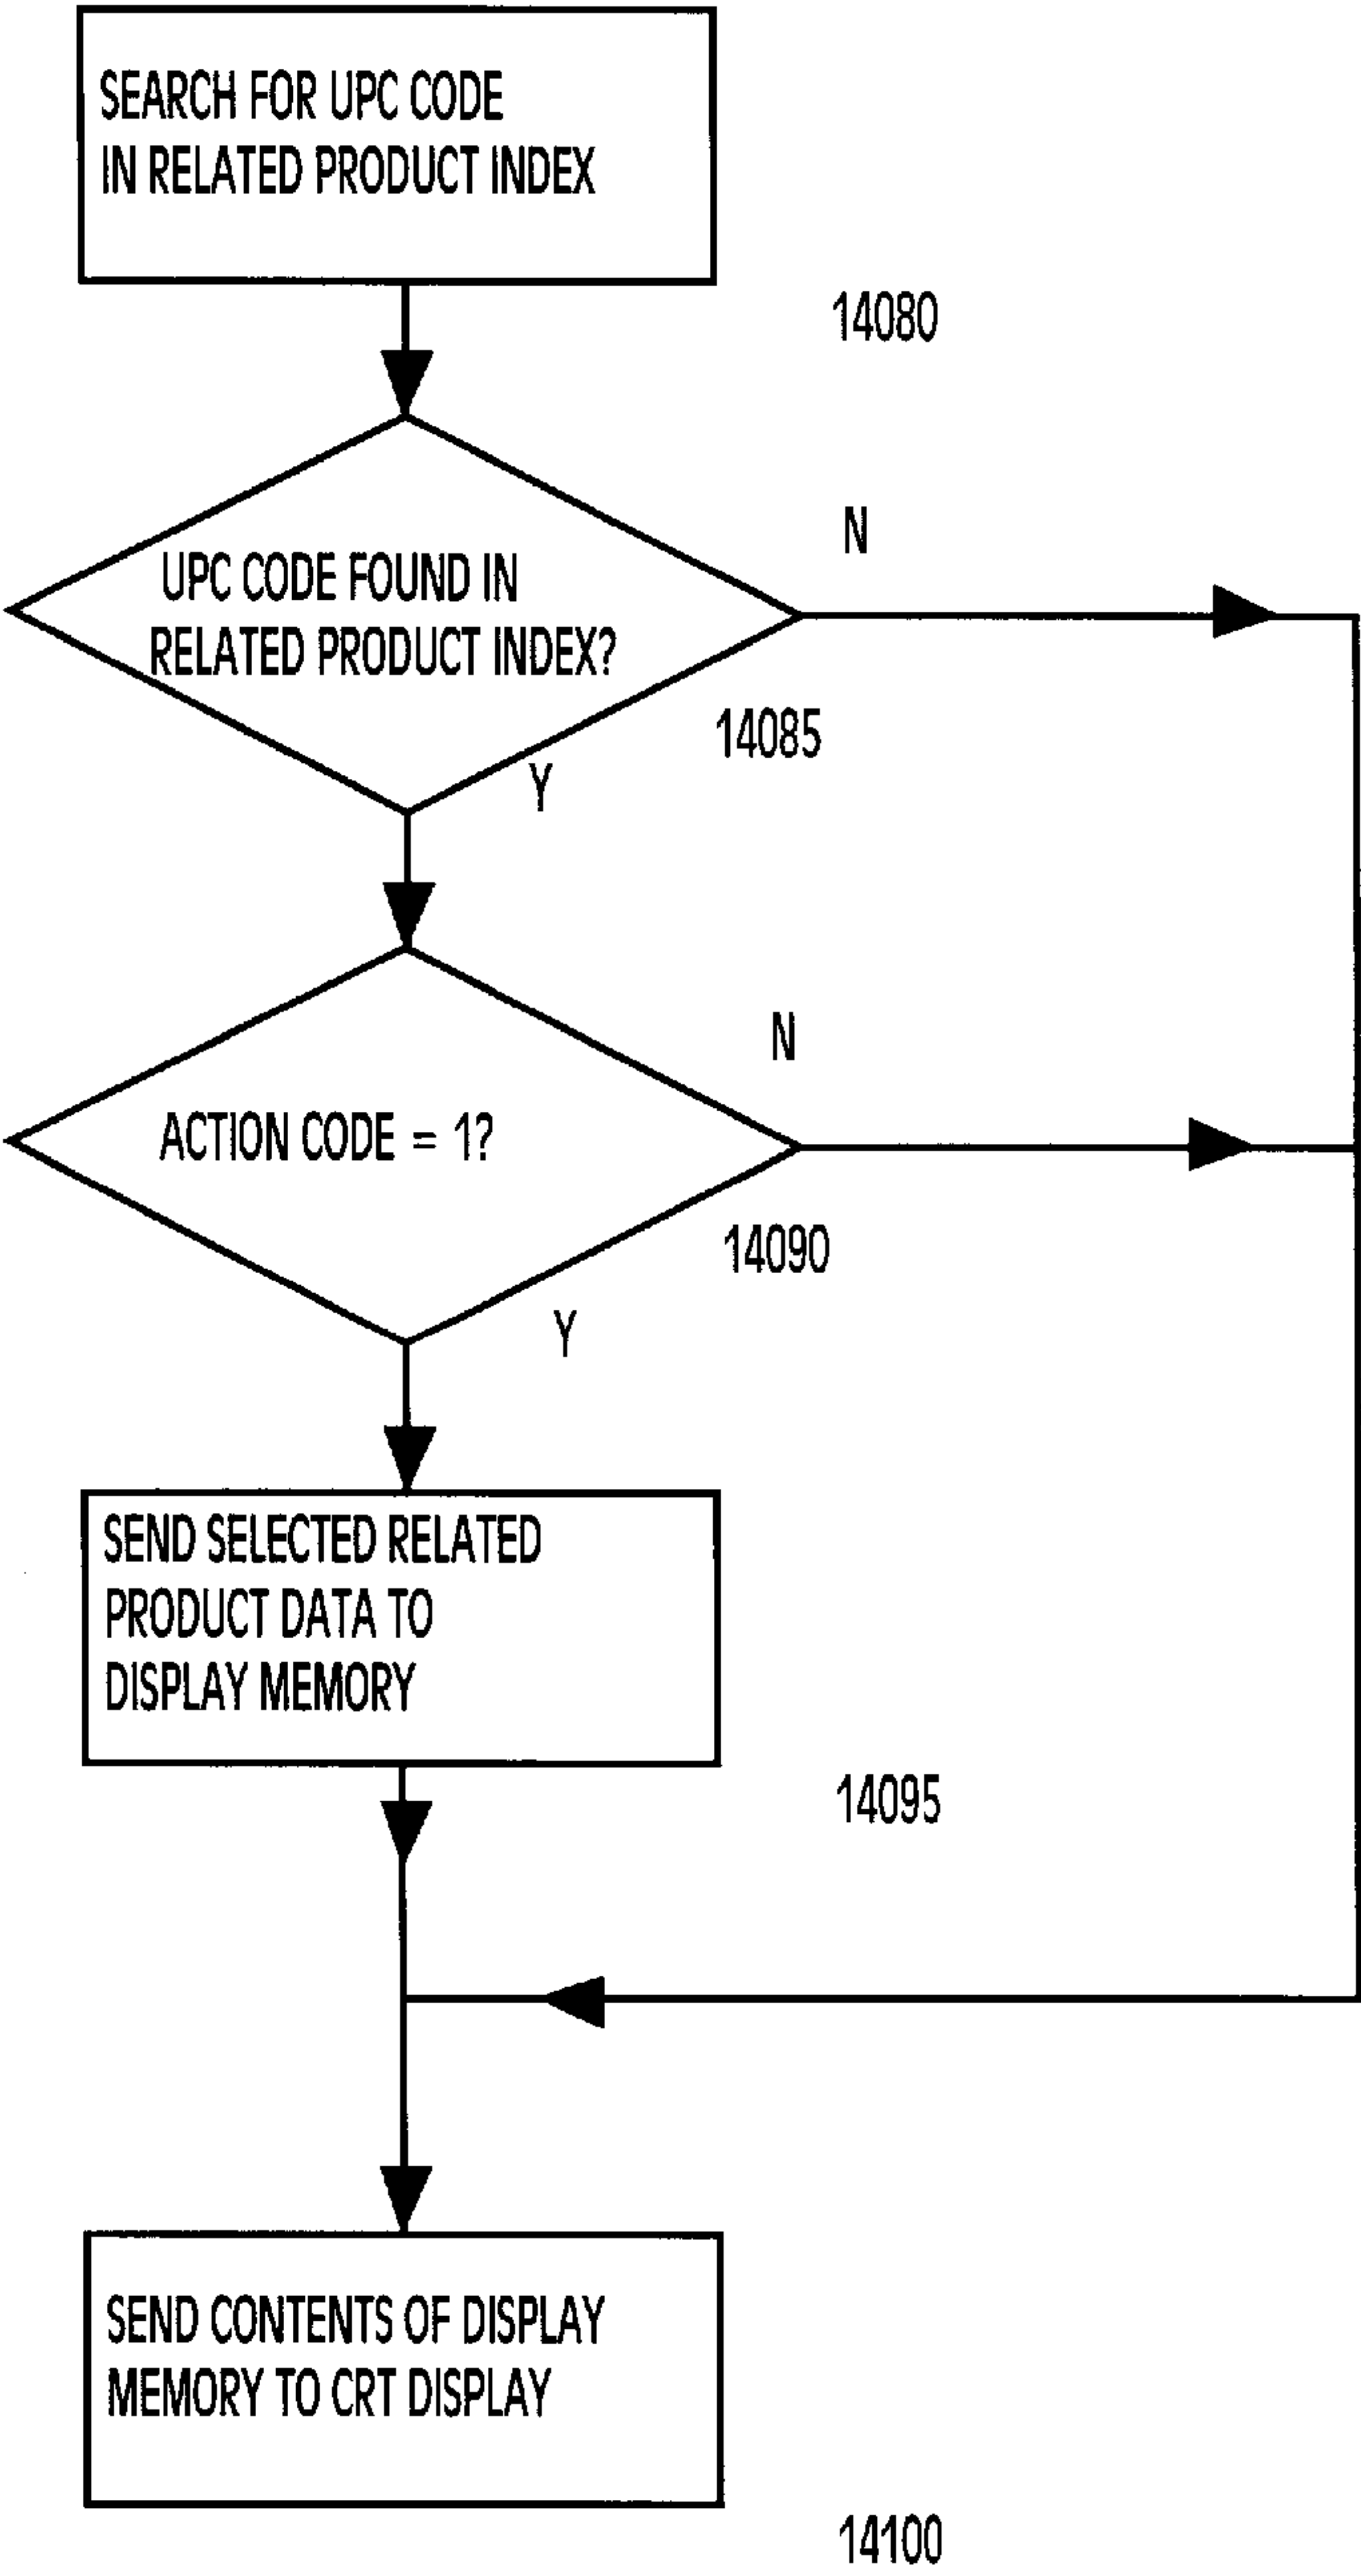 SEARCH FOR UPC CODE
IN RELATED PRODUCT INDEX
14080
N
UPC CODE FOUND IN
RELATED PRODUCT INDEX?
14085
Y
N
ACTION CODE = 1?
14090
Y
SEND SELECTED RELATED
PRODUCT DATA TO
DISPLAY MEMORY
14095
SEND CONTENTS OF DISPLAY
MEMORY TO CRT DISPLAY
14100